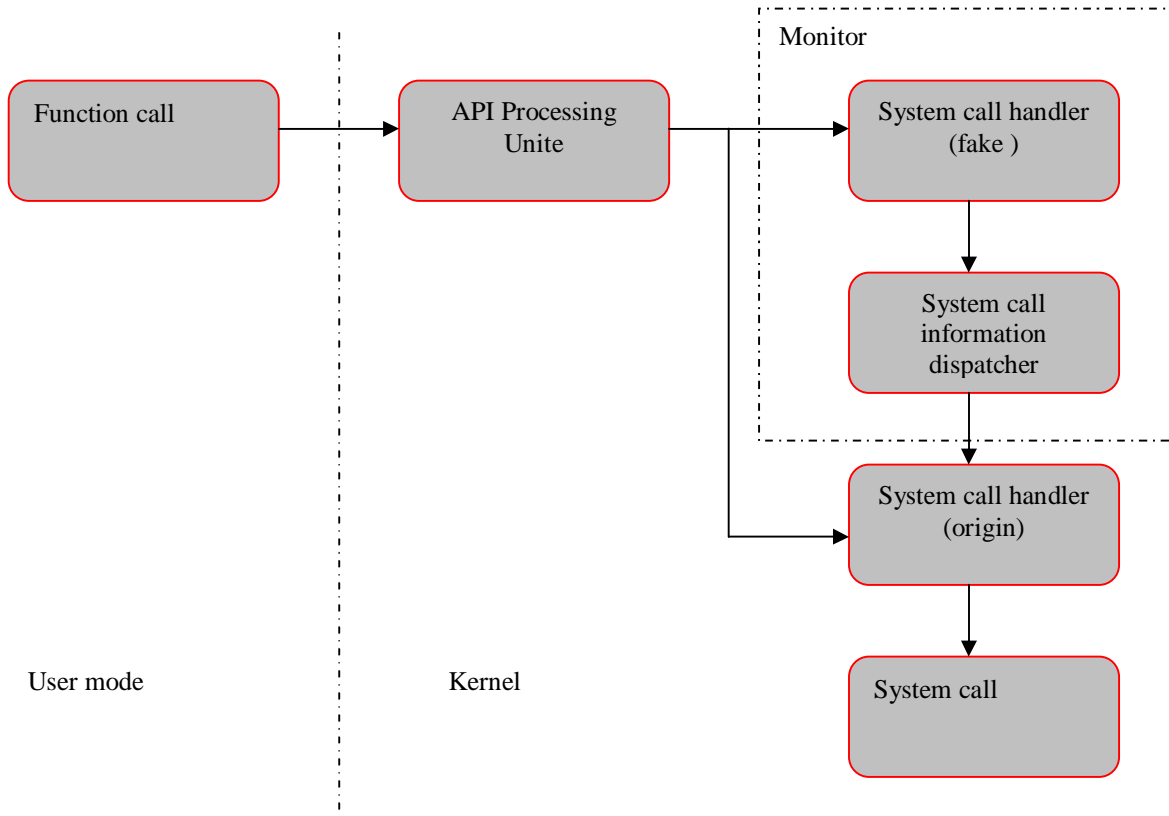 Monitor
Function call
API Processing
Unite
System call handler
(fake )
System call
information
dispatcher
System call handler
(origin)
User mode
Kernel
System call